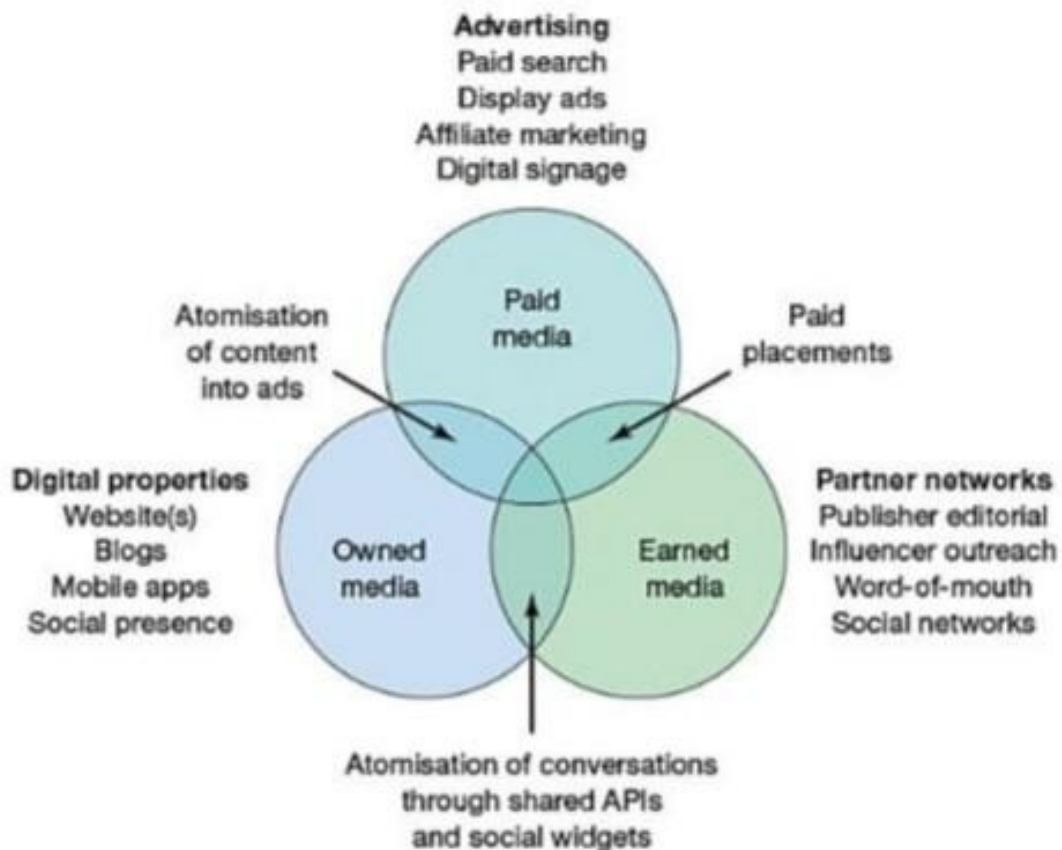 Advertising
Paid search
Display ads
Affiliate marketing
Digital signage
Paid
media
Atomisation
of content
into ads
Paid
placements
Digital properties
Website(s)
Blogs
Mobile apps
Social presence
Owned
media
Earned
media
Partner networks
Publisher editorial
Influencer outreach
Word-of-mouth
Social networks
Atomisation of conversations
through shared APIs
and social widgets